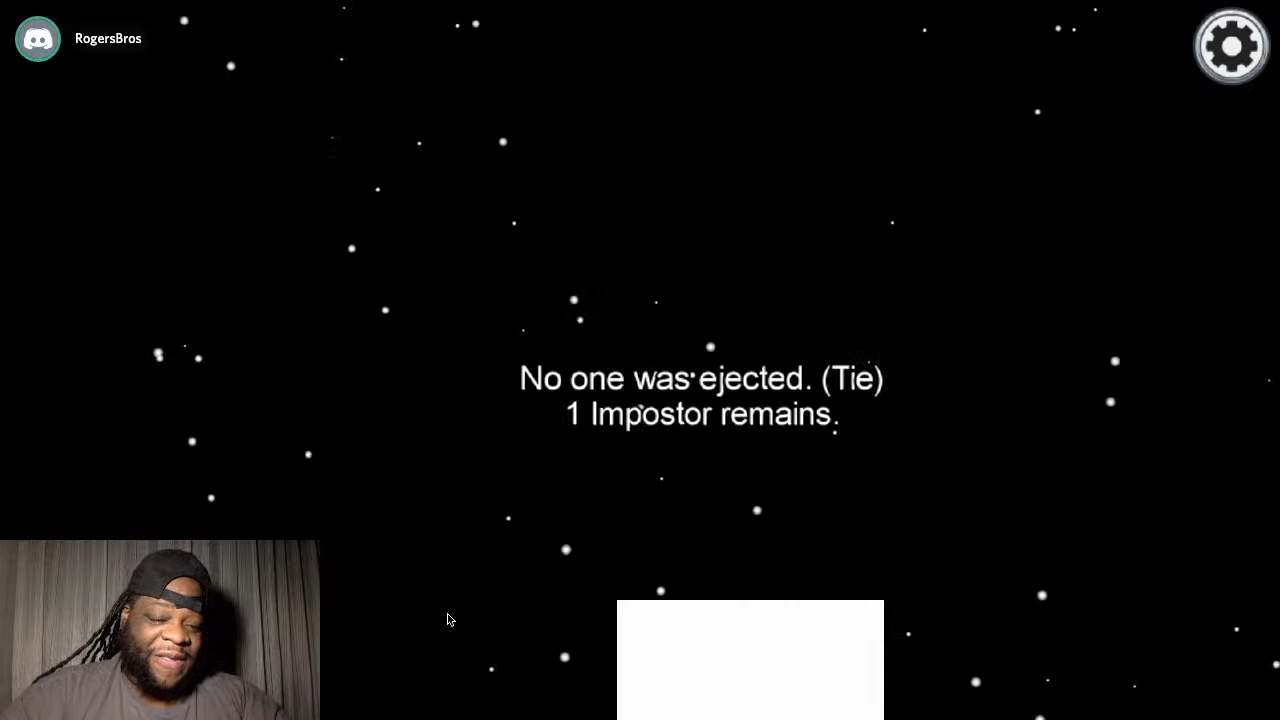 RogersBros
No one was ejected. (Tie)
1 Impostor remains.